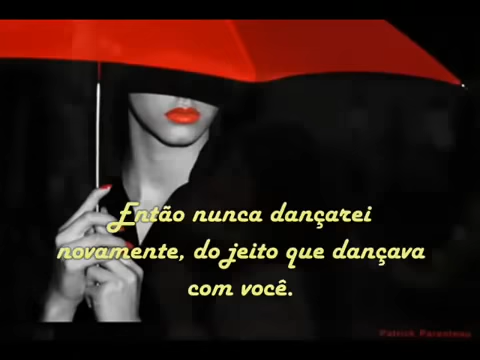 Então nunca dançarei
novamente, do jeito que dançava
com você.
Patrick Parenteau